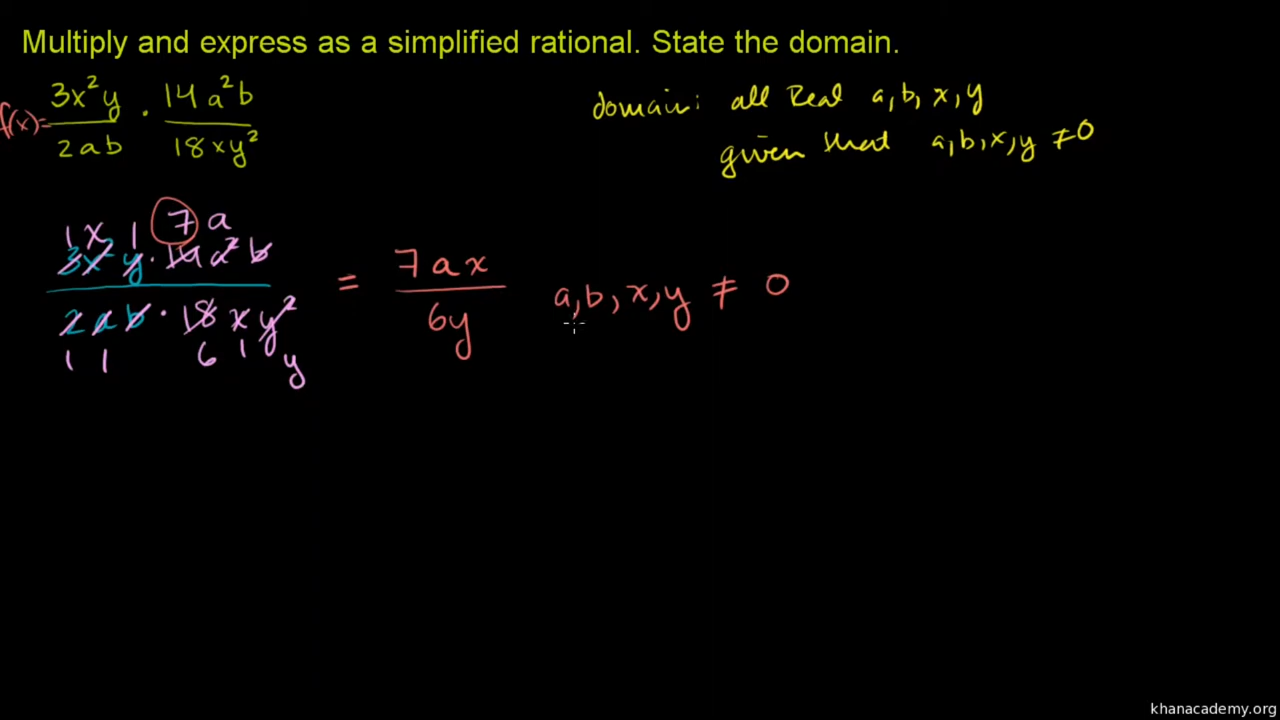 Multiply and express as a simplified rational. State the domain.
f(x)= 3x²y / 2ab · 14a²b / 18xy²
domain: all Real a, b, x, y
given that a, b, x, y ≠ 0
1 x 1 7 a
3x² y · 14 a² b / 2 a b · 18 x y² = 7ax / 6y a, b, x, y ≠ 0
1 1 6 1 y
khanacademy.org